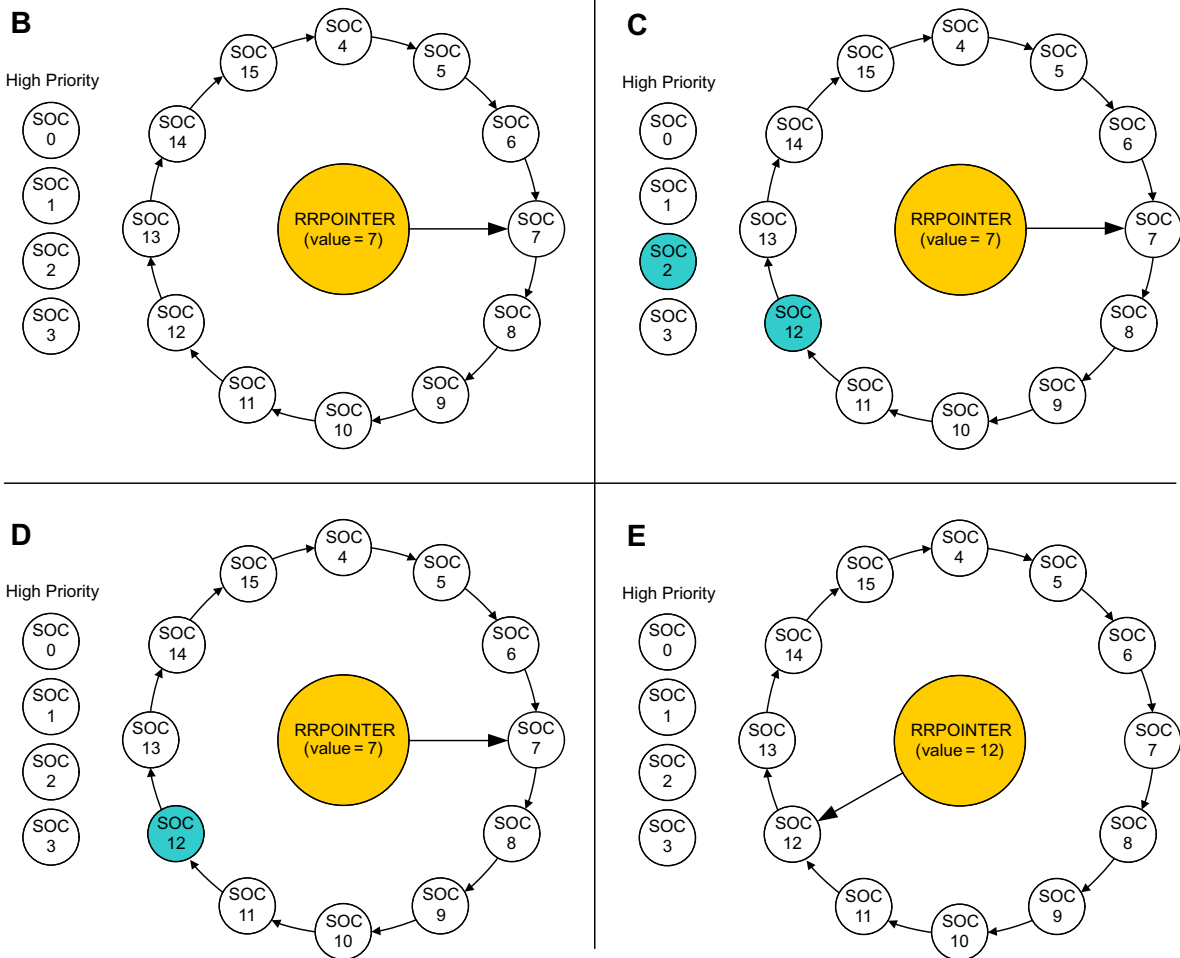 B
High Priority
SOC
0
SOC
1
SOC
2
SOC
3
SOC
4
SOC
5
SOC
6
SOC
7
SOC
8
SOC
9
SOC
10
SOC
11
SOC
12
SOC
13
SOC
14
SOC
15
RRPOINTER
(value = 7)
C
High Priority
SOC
0
SOC
1
SOC
2
SOC
3
SOC
4
SOC
5
SOC
6
SOC
7
SOC
8
SOC
9
SOC
10
SOC
11
SOC
12
SOC
13
SOC
14
SOC
15
RRPOINTER
(value = 7)
D
High Priority
SOC
0
SOC
1
SOC
2
SOC
3
SOC
4
SOC
5
SOC
6
SOC
7
SOC
8
SOC
9
SOC
10
SOC
11
SOC
12
SOC
13
SOC
14
SOC
15
RRPOINTER
(value = 7)
E
High Priority
SOC
0
SOC
1
SOC
2
SOC
3
SOC
4
SOC
5
SOC
6
SOC
7
SOC
8
SOC
9
SOC
10
SOC
11
SOC
12
SOC
13
SOC
14
SOC
15
RRPOINTER
(value = 12)